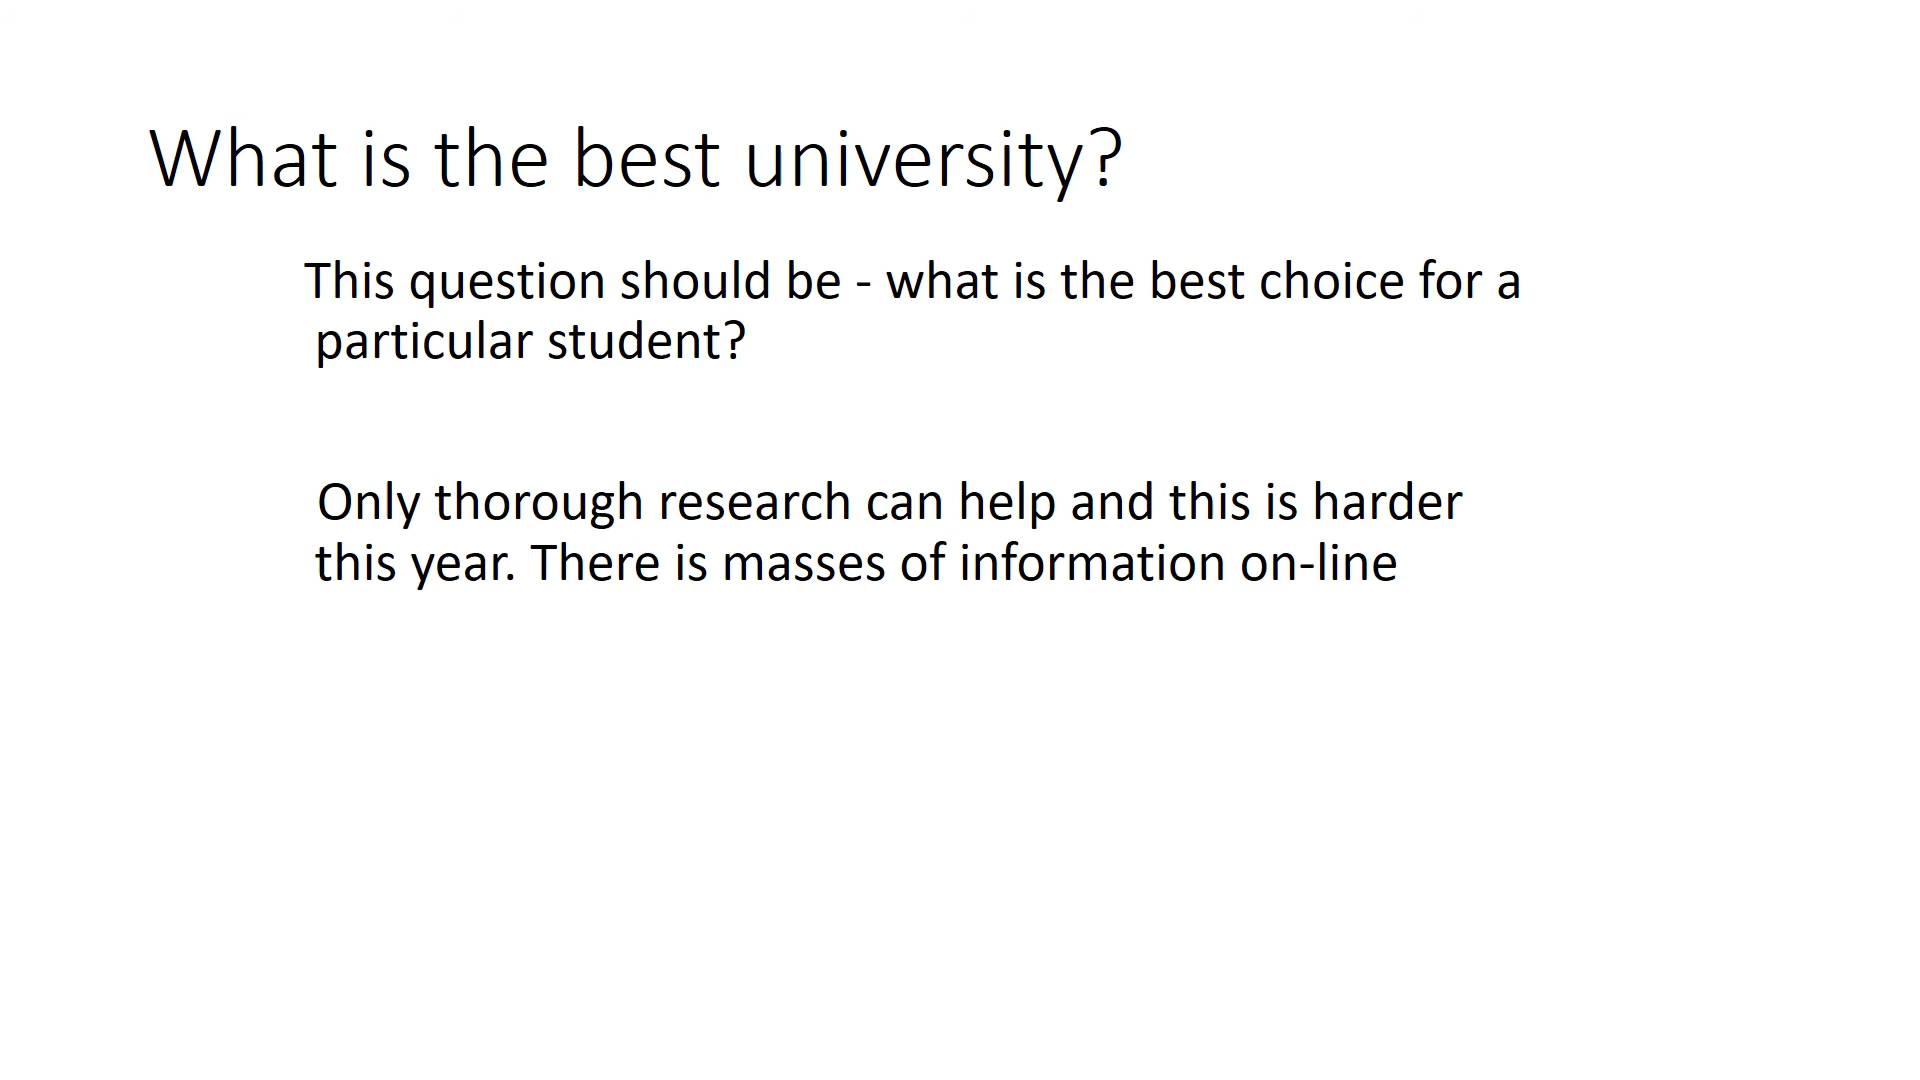 What is the best university?
This question should be - what is the best choice for a
particular student?
Only thorough research can help and this is harder
this year. There is masses of information on-line